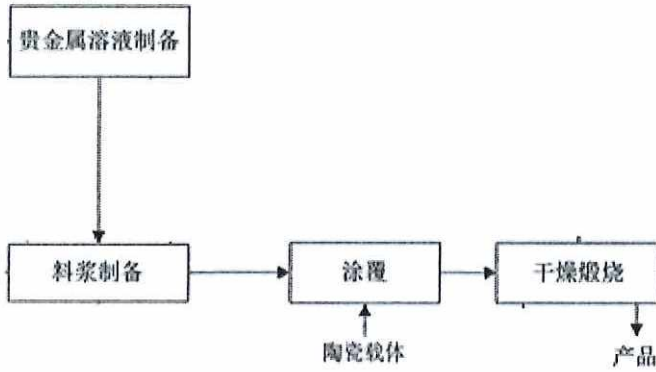 贵金属溶液制备
料浆制备
涂覆
干燥煅烧
陶瓷载体
产品